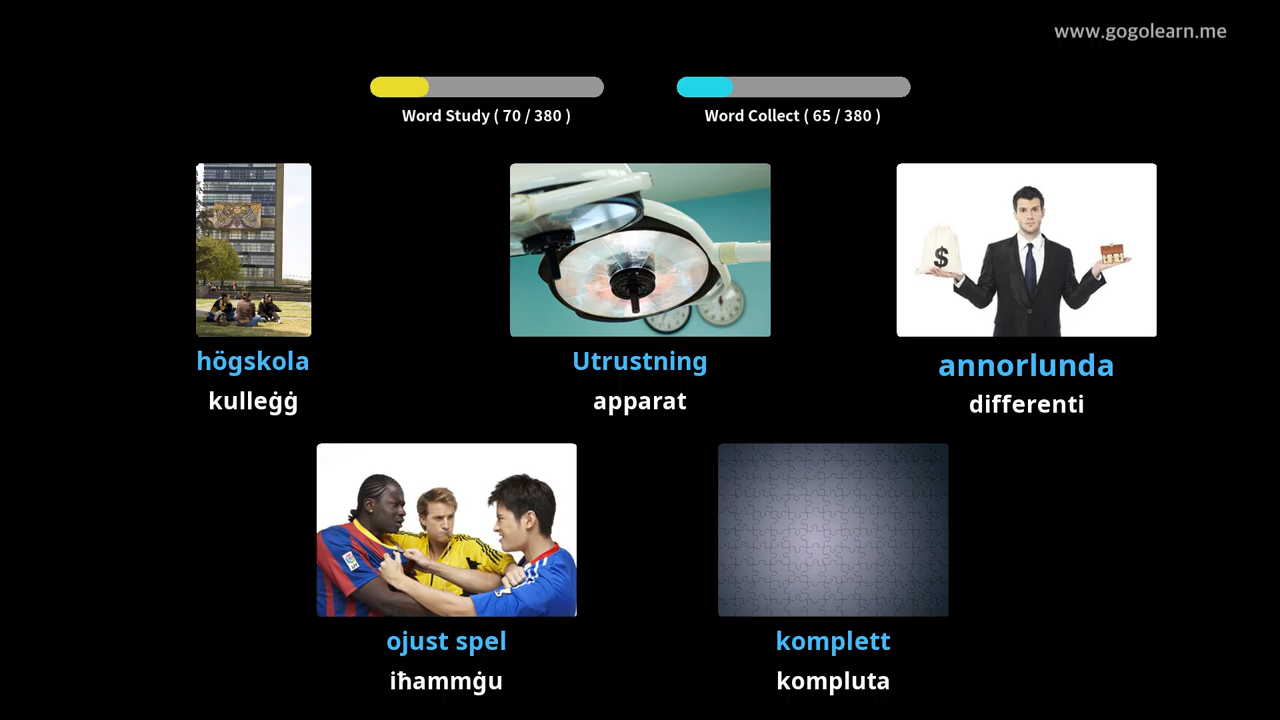 www.gogolearn.me
Word Study ( 70 / 380 )
Word Collect ( 65 / 380 )
högskola
kulleġġ
Utrustning
apparat
annorlunda
differenti
$
ojust spel
iħammġu
komplett
kompluta